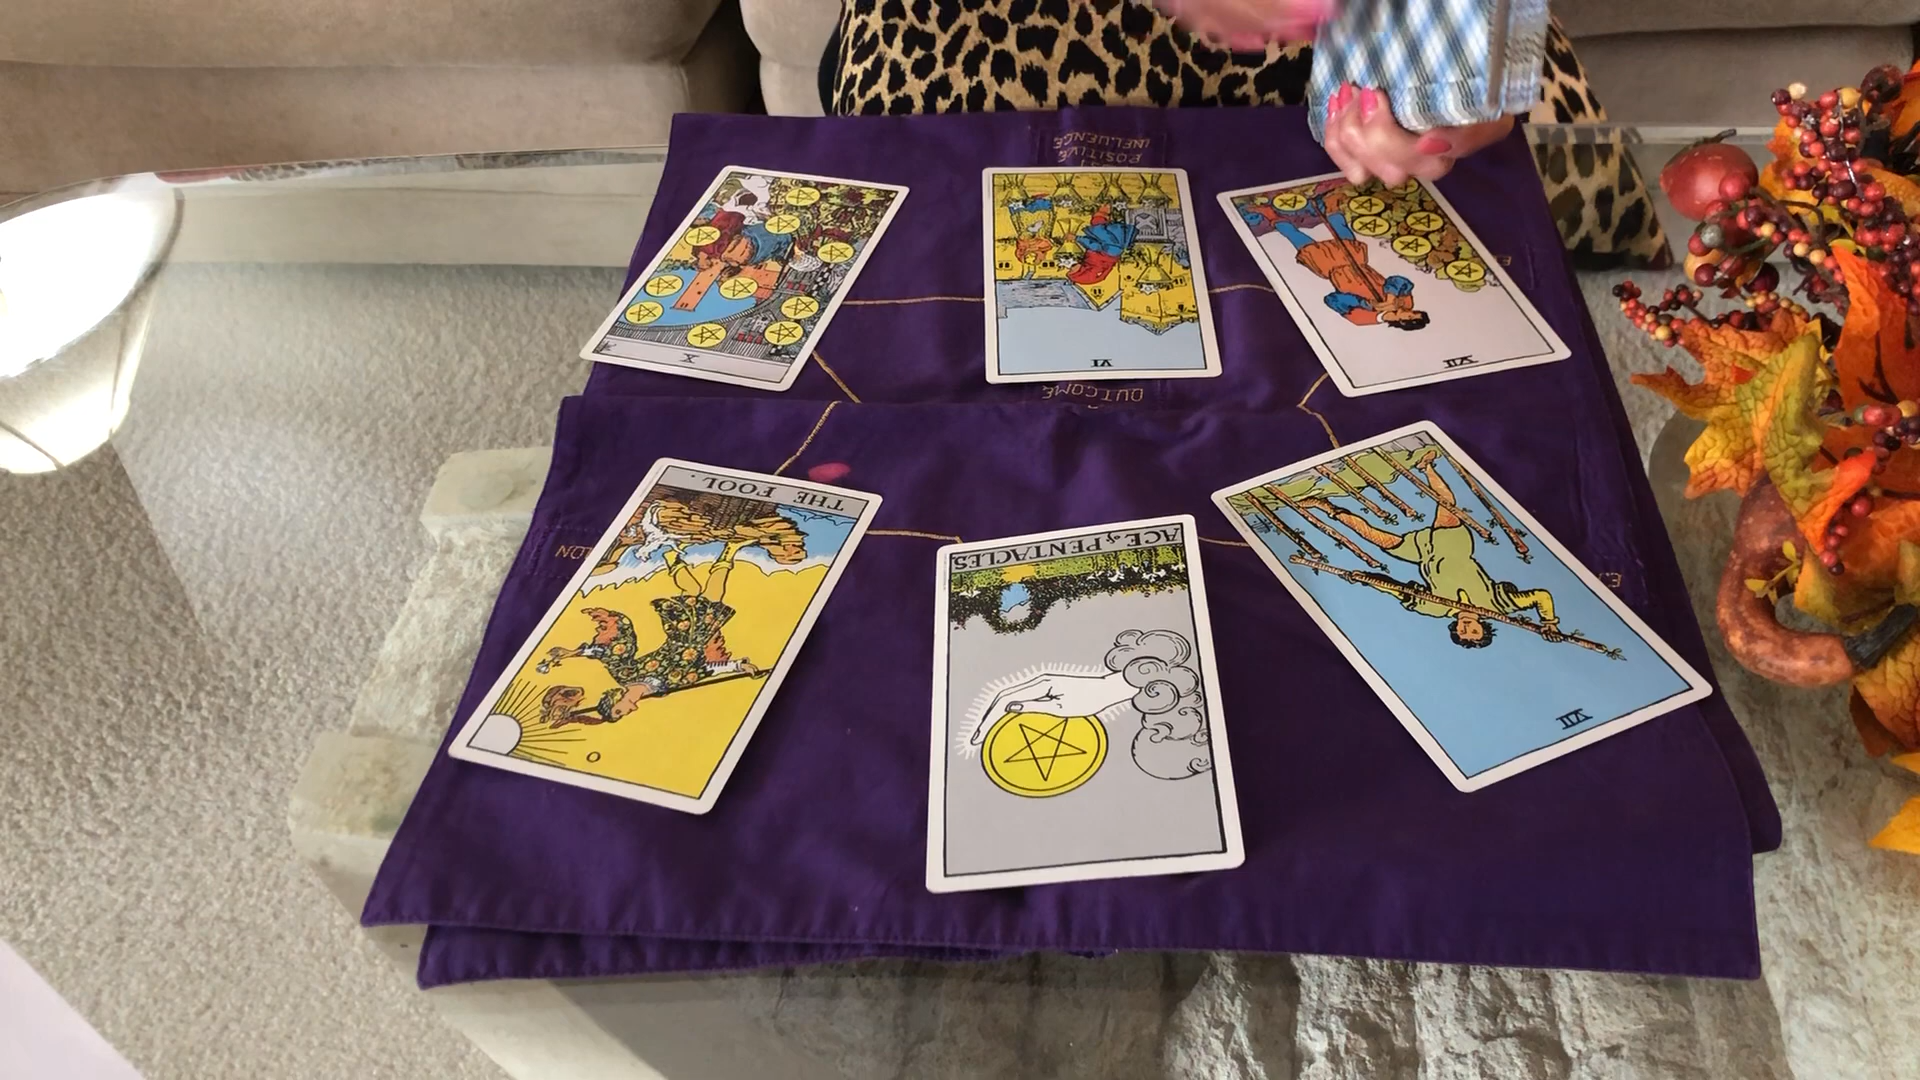 POSITIVE
INFLUENCE
X
VI
VII
OUTCOME
THE FOOL.
0
ACE of PENTACLES
VII